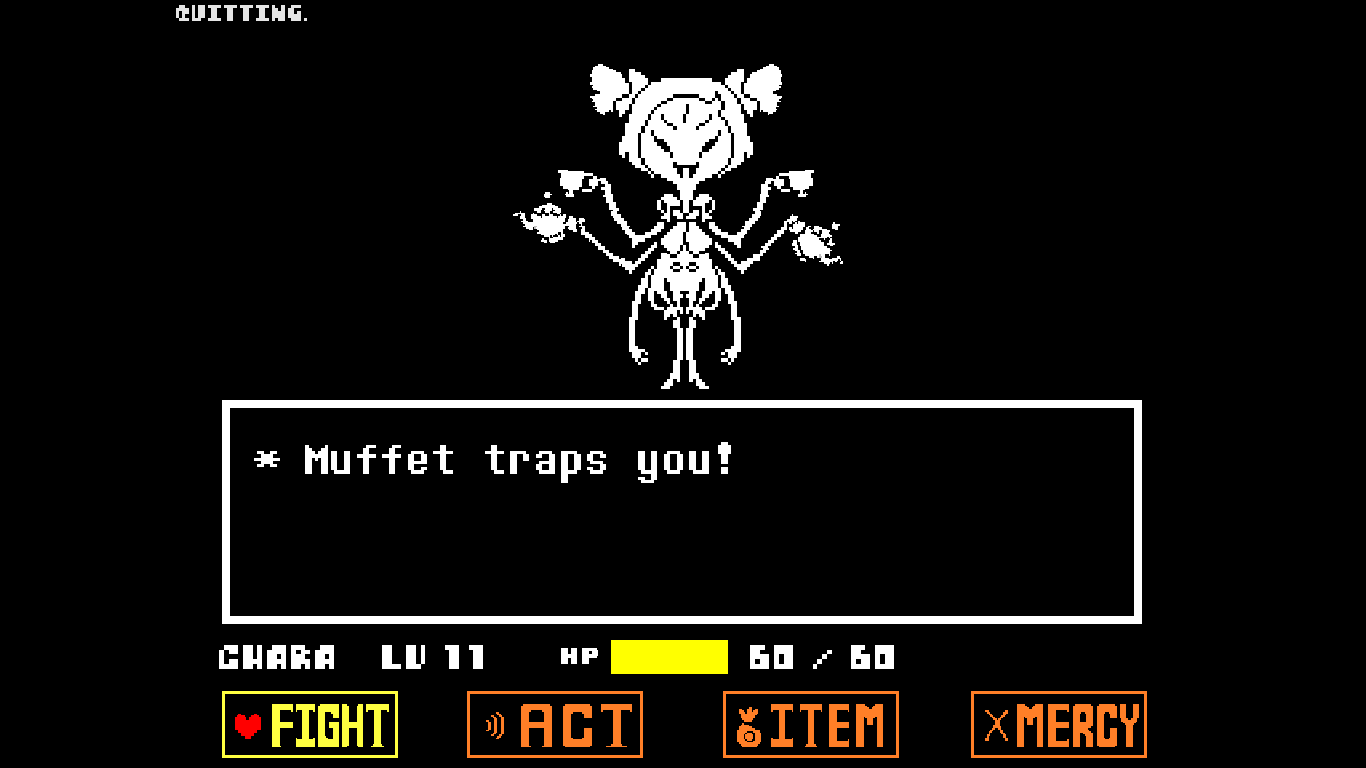 QUITTING.
* Muffet traps you!
CHARA LV 11 HP 60 / 60
FIGHT ACT ITEM MERCY